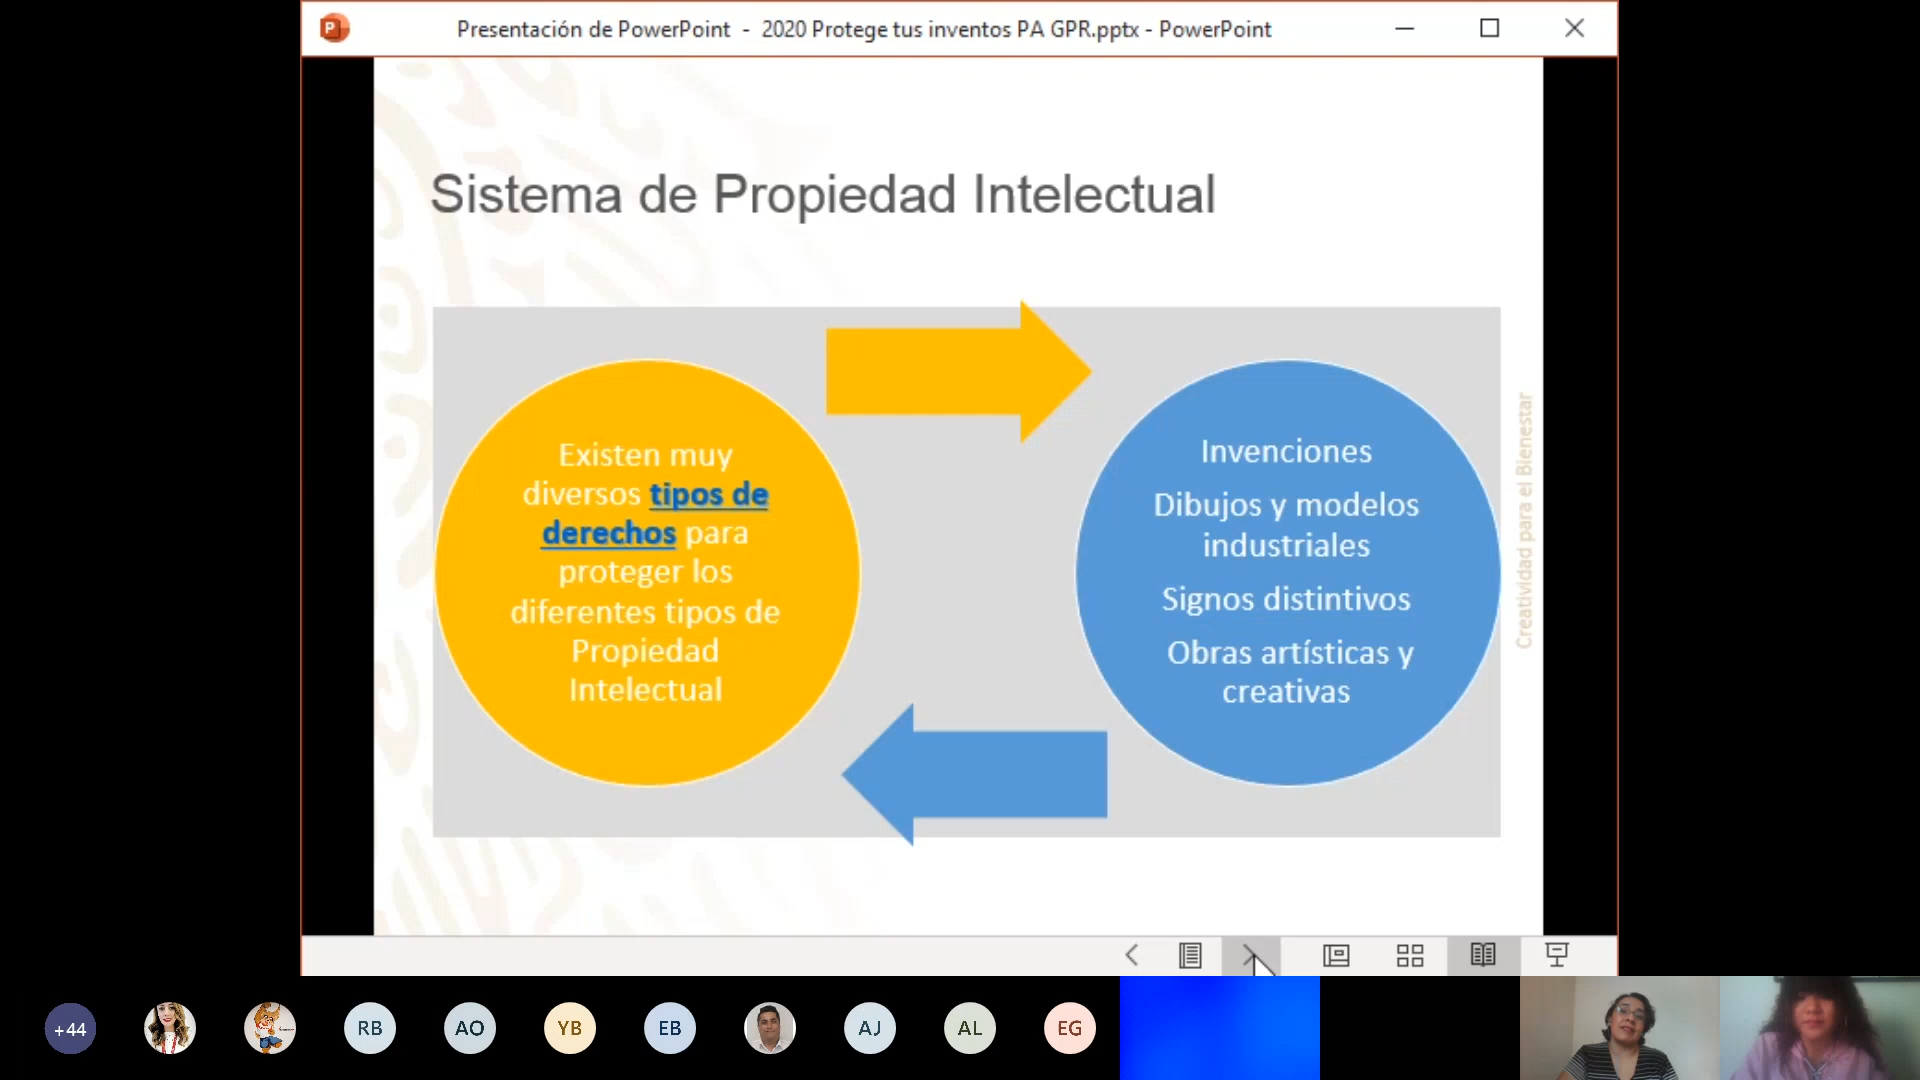 Presentación de PowerPoint - 2020 Protege tus inventos PA GPR.pptx - PowerPoint
Sistema de Propiedad Intelectual
Existen muy
diversos tipos de
derechos para
proteger los
diferentes tipos de
Propiedad
Intelectual
Invenciones
Dibujos y modelos
industriales
Signos distintivos
Obras artísticas y
creativas
Creatividad para el Bienestar
+44
RB
AO
YB
EB
AJ
AL
EG